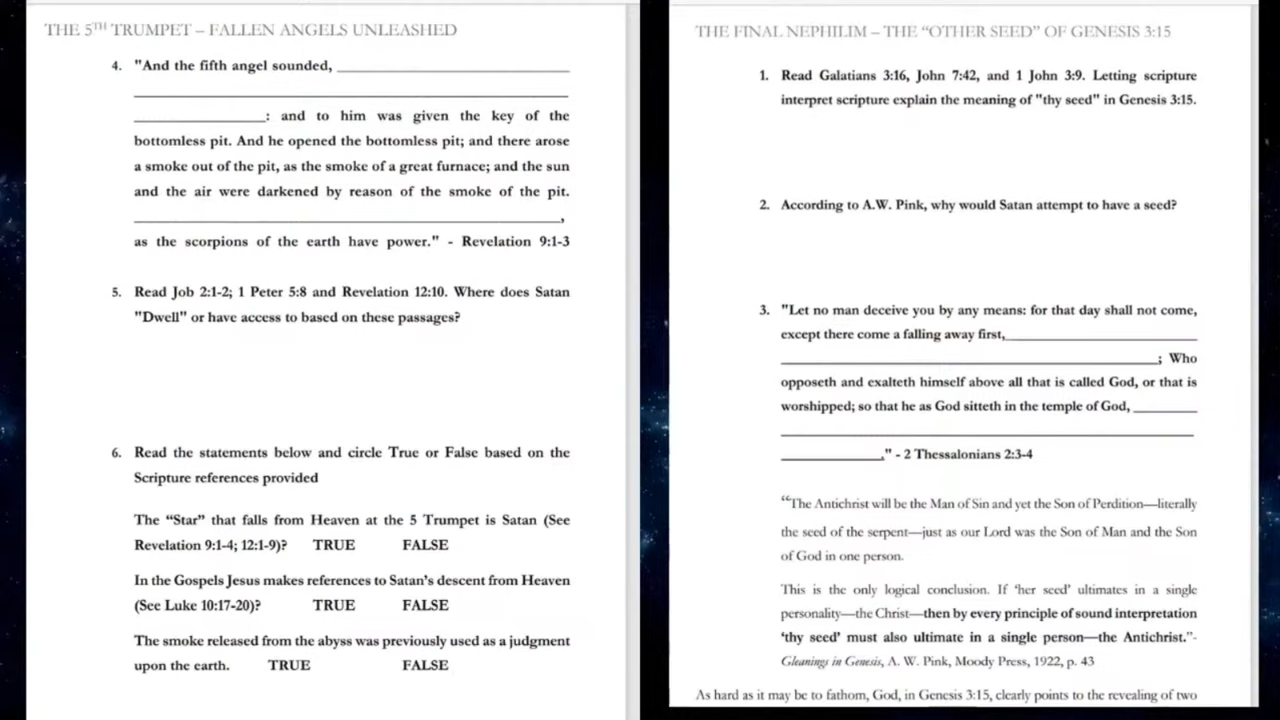 THE 5TH TRUMPET – FALLEN ANGELS UNLEASHED
4. "And the fifth angel sounded, ______________________________
________________________________________________________
_________________: and to him was given the key of the
bottomless pit. And he opened the bottomless pit; and there arose
a smoke out of the pit, as the smoke of a great furnace; and the sun
and the air were darkened by reason of the smoke of the pit.
_______________________________________________________,
as the scorpions of the earth have power." - Revelation 9:1-3
5. Read Job 2:1-2; 1 Peter 5:8 and Revelation 12:10. Where does Satan
"Dwell" or have access to based on these passages?
6. Read the statements below and circle True or False based on the
Scripture references provided
The “Star” that falls from Heaven at the 5 Trumpet is Satan (See
Revelation 9:1-4; 12:1-9)? TRUE FALSE
In the Gospels Jesus makes references to Satan’s descent from Heaven
(See Luke 10:17-20)? TRUE FALSE
The smoke released from the abyss was previously used as a judgment
upon the earth. TRUE FALSE
THE FINAL NEPHILIM – THE “OTHER SEED” OF GENESIS 3:15
1. Read Galatians 3:16, John 7:42, and 1 John 3:9. Letting scripture
interpret scripture explain the meaning of "thy seed" in Genesis 3:15.
2. According to A.W. Pink, why would Satan attempt to have a seed?
3. "Let no man deceive you by any means: for that day shall not come,
except there come a falling away first,_________________________
_________________________________________________; Who
opposeth and exalteth himself above all that is called God, or that is
worshipped; so that he as God sitteth in the temple of God, ________
______________________________________________________
_____________." - 2 Thessalonians 2:3-4
“The Antichrist will be the Man of Sin and yet the Son of Perdition—literally
the seed of the serpent—just as our Lord was the Son of Man and the Son
of God in one person.
This is the only logical conclusion. If ‘her seed’ ultimates in a single
personality—the Christ—then by every principle of sound interpretation
‘thy seed’ must also ultimate in a single person—the Antichrist.”-
Gleanings in Genesis, A. W. Pink, Moody Press, 1922, p. 43
As hard as it may be to fathom, God, in Genesis 3:15, clearly points to the revealing of two